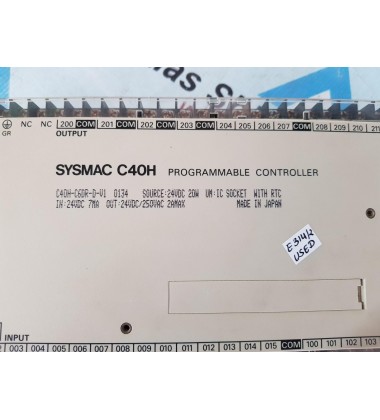 NC NC 200 COM 201 COM 202 COM 203 COM 204 205 206 COM 207 208 209 210 211
GR
OUTPUT
SYSMAC C40H PROGRAMMABLE CONTROLLER
C40H-C6DR-D-V1 0134 SOURCE:24VDC 20W UM:IC SOCKET WITH RTC
IN:24VDC 7MA OUT:24VDC/250VAC 2AMAX MADE IN JAPAN
E314/2
USED
INPUT
2 003 004 005 006 007 008 009 010 011 012 013 014 015 COM 100 101 102 103